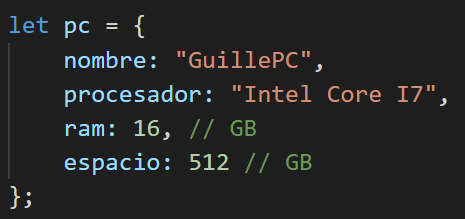 let pc = {
    nombre: "GuillePC",
    procesador: "Intel Core I7",
    ram: 16, // GB
    espacio: 512 // GB
};